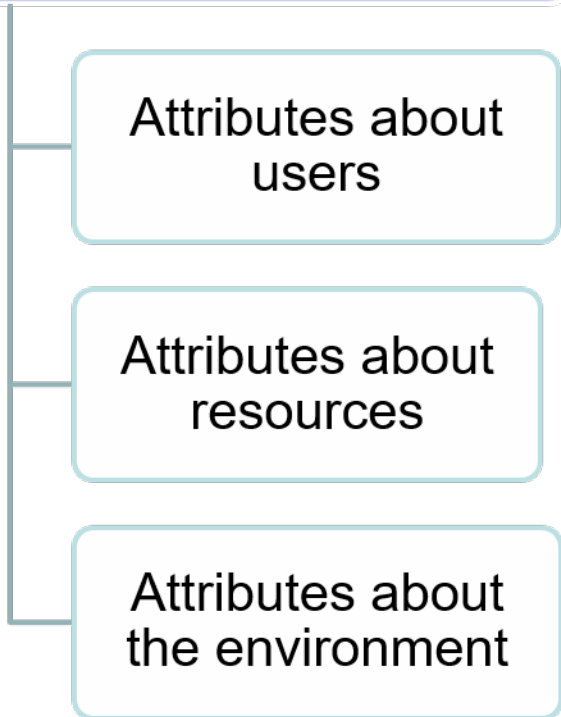 Attributes about
users
Attributes about
resources
Attributes about
the environment